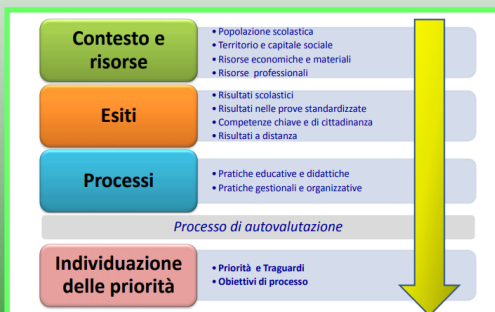 Contesto e
risorse
• Popolazione scolastica
• Territorio e capitale sociale
• Risorse economiche e materiali
• Risorse professionali
Esiti
• Risultati scolastici
• Risultati nelle prove standardizzate
• Competenze chiave e di cittadinanza
• Risultati a distanza
Processi
• Pratiche educative e didattiche
• Pratiche gestionali e organizzative
Processo di autovalutazione
Individuazione
delle priorità
• Priorità e Traguardi
• Obiettivi di processo